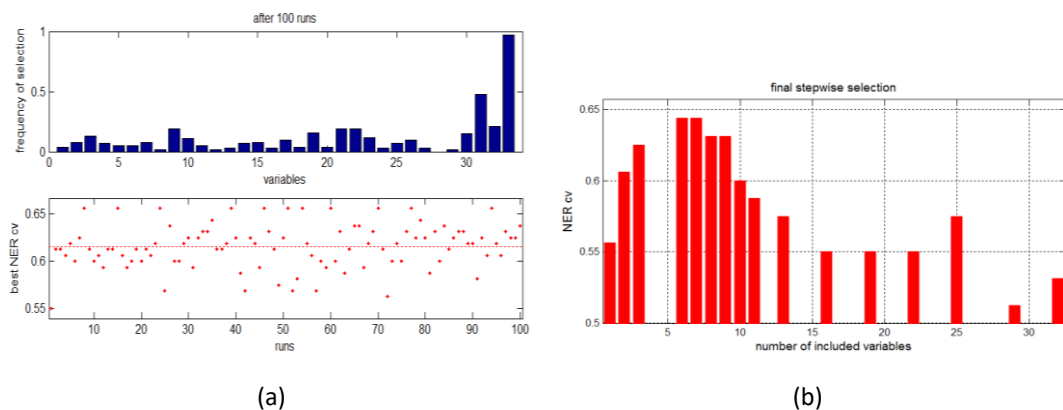 after 100 runs
frequency of selection
1
0.5
0
0 5 10 15 20 25 30
variables
best NER cv
0.65
0.6
0.55
10 20 30 40 50 60 70 80 90 100
runs
(a)
final stepwise selection
NER cv
0.65
0.6
0.55
0.5
5 10 15 20 25 30
number of included variables
(b)